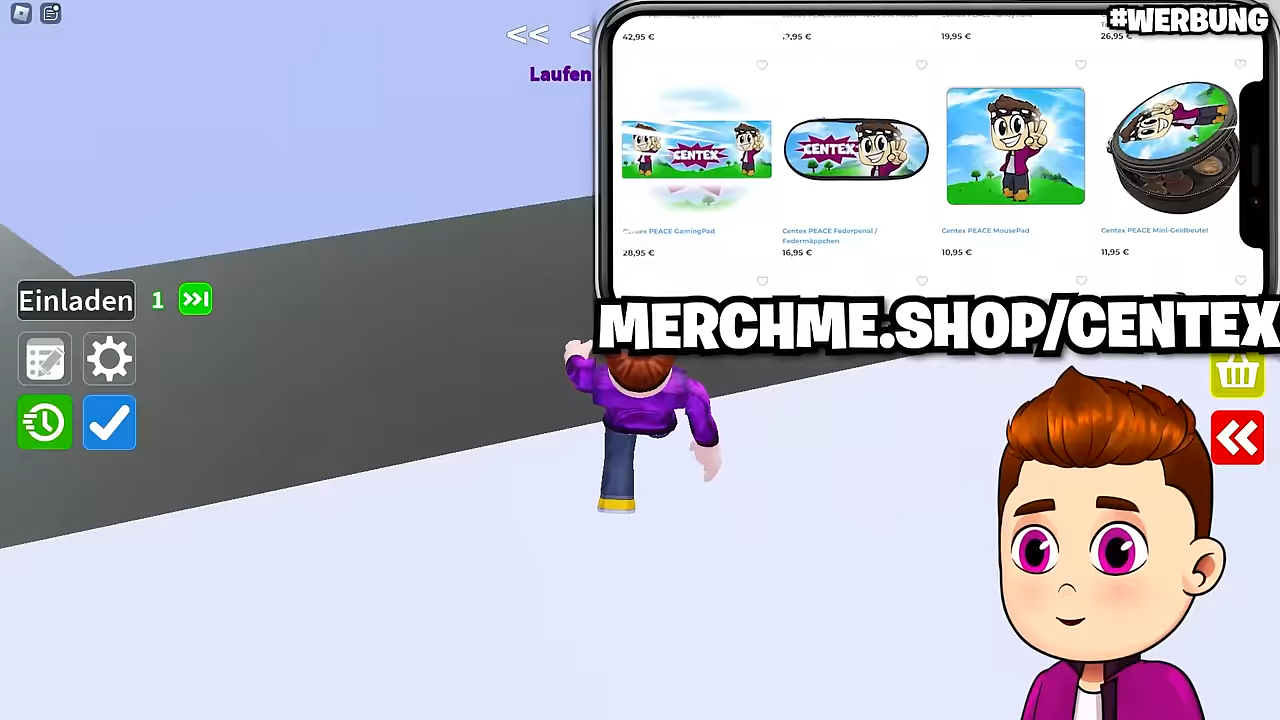 #WERBUNG
<<
<
Laufen
42,95 €
19,95 €
26,95 €
CENTEX
CENTEX
Centex PEACE GamingPad
28,95 €
Centex PEACE Federpenal /
Federmäppchen
16,95 €
Centex PEACE MousePad
10,95 €
Centex PEACE Mini-Geldbeutel
11,95 €
MERCHME.SHOP/CENTEX
Einladen
1